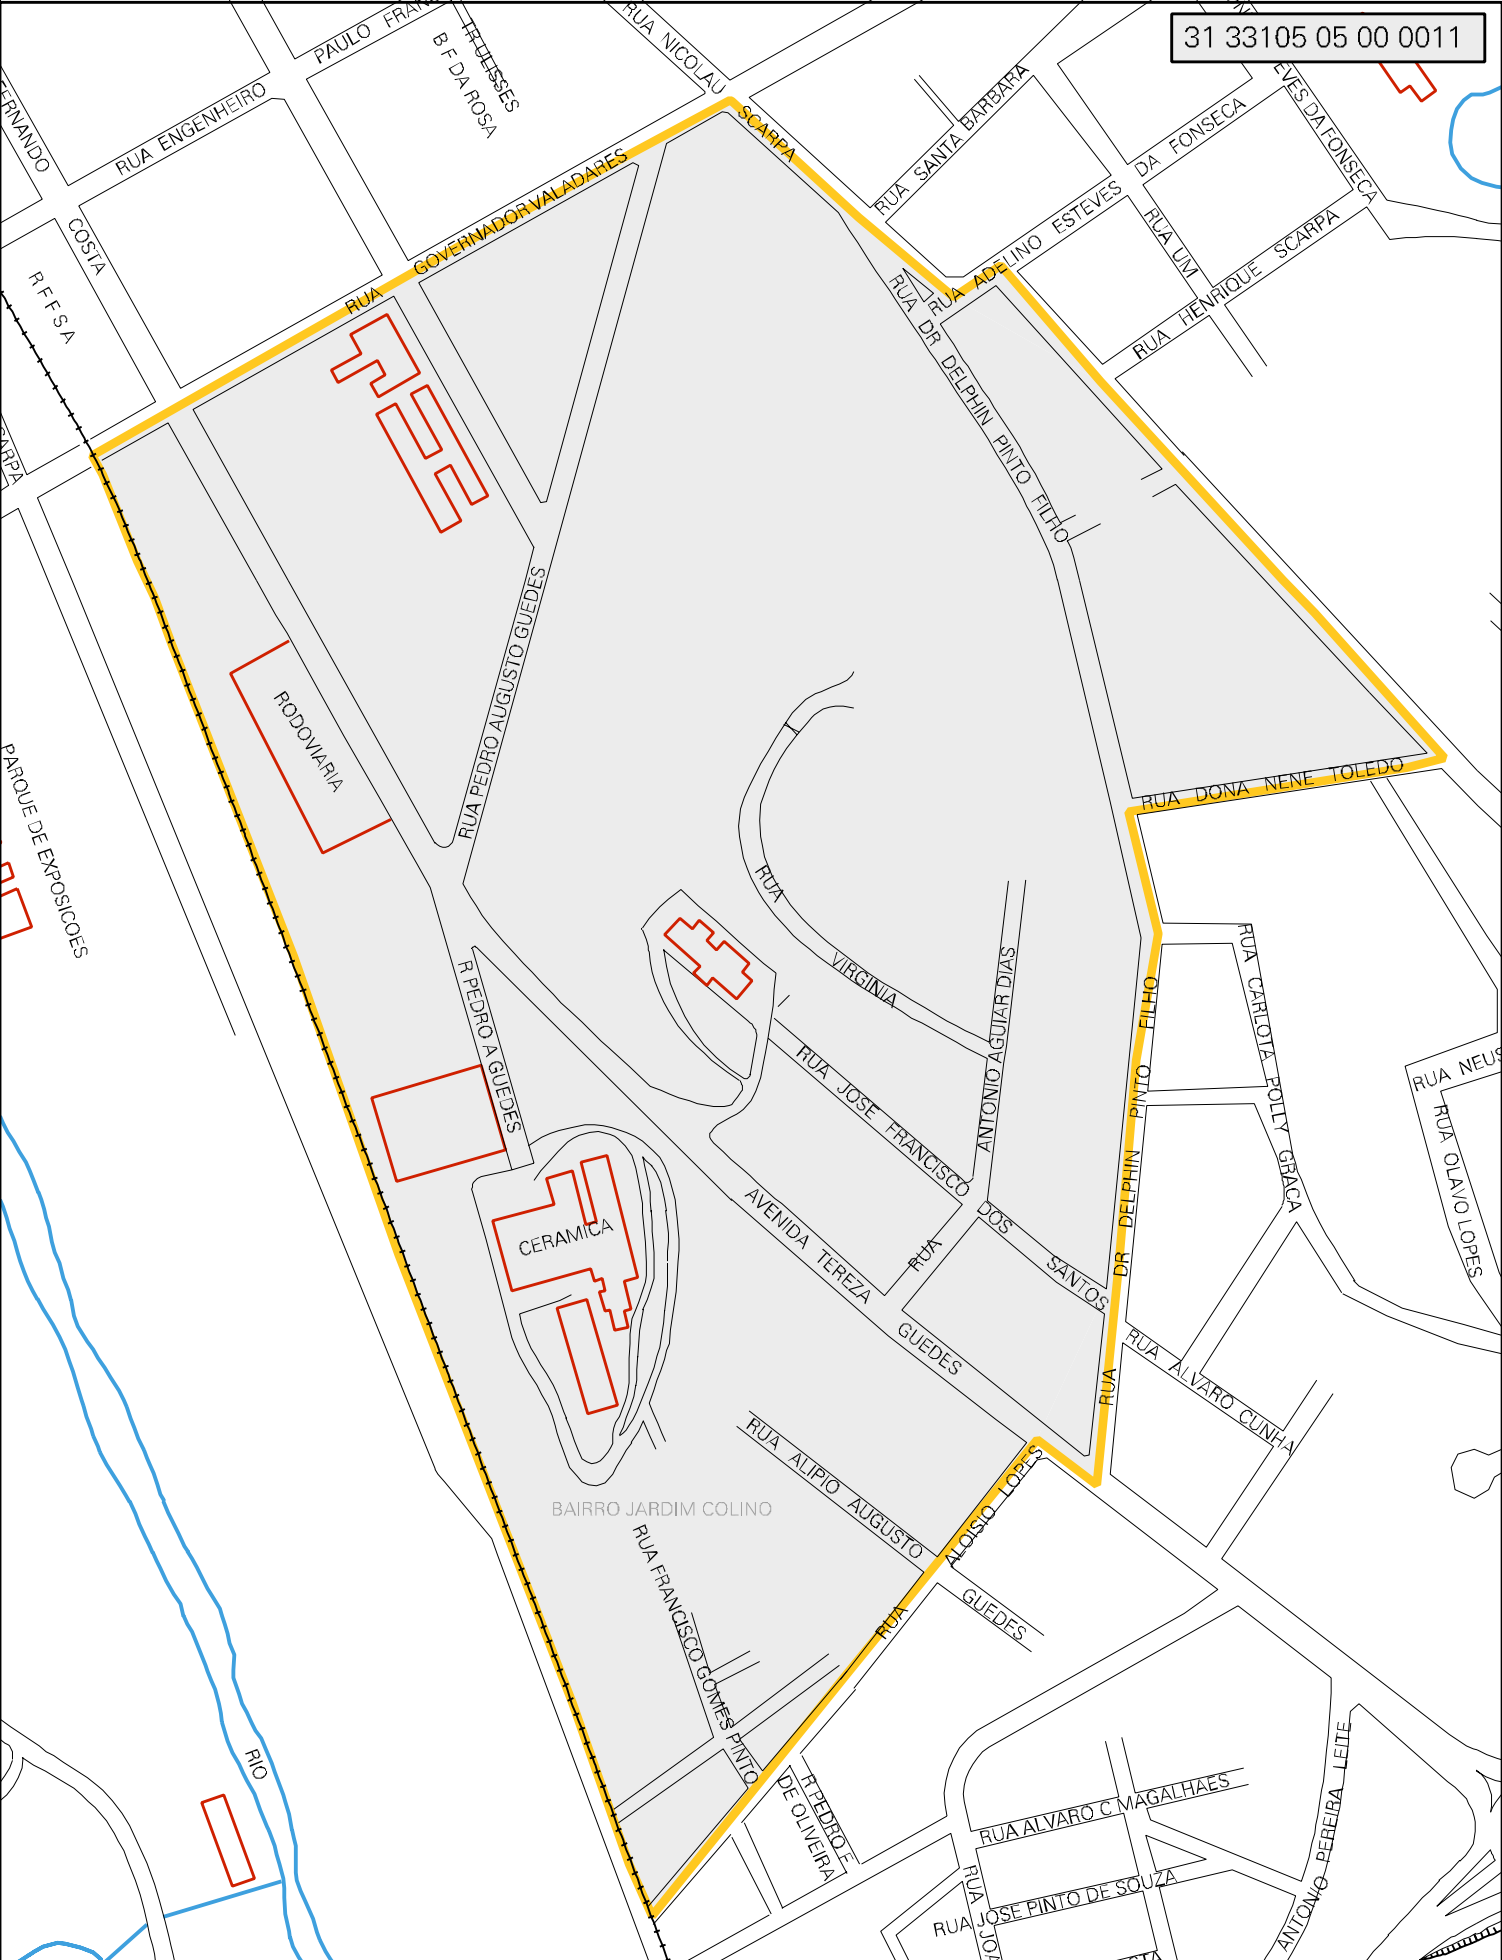 31 33105 05 00 0011
RUA NICOLAU
SCARPA
TR ULISSES
B F DA ROSA
RUA ENGENHEIRO
PAULO
COSTA
R F F S A
RUA
GOVERNADOR VALADARES
RUA SANTA BARBARA
RUA ADELINO ESTEVES
DA FONSECA
RUA UM
RUA HENRIQUE SCARPA
RUA DR DELPHIN PINTO FILHO
RUA PEDRO AUGUSTO GUEDES
RODOVIARIA
PARQUE DE EXPOSICOES
RUA DONA NENE TOLEDO
RUA
VIRGINIA
R PEDRO A GUEDES
RUA JOSE FRANCISCO
DOS
SANTOS
RUA
ANTONIO AGUIAR DIAS
RUA
DR DELPHIN PINTO FILHO
RUA CARLOTA POLLY GRACA
RUA OLAVO LOPES
CERAMICA
AVENIDA TEREZA
GUEDES
RUA ALVARO CUNHA
RUA ALIPIO AUGUSTO
GUEDES
RUA
ALOISIO LOPES
BAIRRO JARDIM COLINO
RUA FRANCISCO GOMES PINTO
R PEDRO F
DE OLIVEIRA
RIO
RUA ALVARO C MAGALHAES
RUA JOSE PINTO DE SOUZA
ANTONIO PEREIRA LEITE
RUA